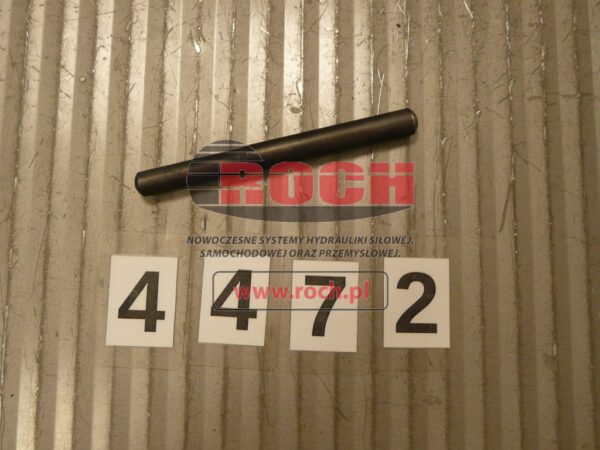 ROCH
NOWOCZESNE SYSTEMY HYDRAULIKI SIŁOWEJ,
SAMOCHODOWEJ ORAZ PRZEMYSŁOWEJ.
4 4 7 2
www.roch.pl